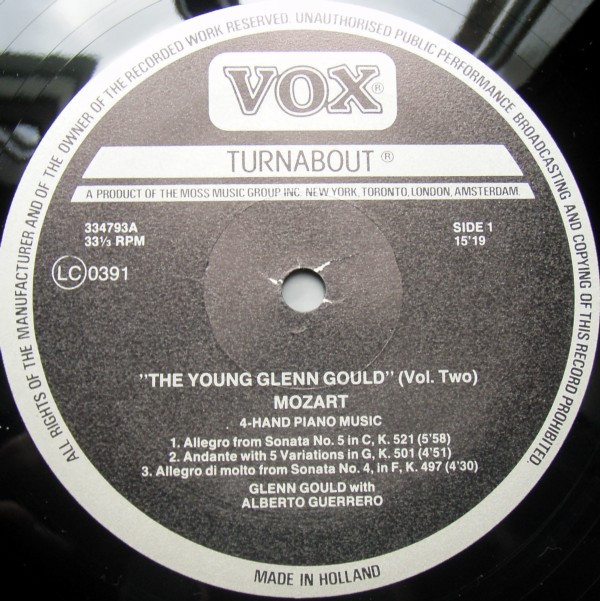 ALL RIGHTS OF THE MANUFACTURER AND OF THE OWNER OF THE RECORDED WORK RESERVED. UNAUTHORISED PUBLIC PERFORMANCE BROADCASTING AND COPYING OF THIS RECORD PROHIBITED.
VOX®
TURNABOUT ®
A PRODUCT OF THE MOSS MUSIC GROUP INC. NEW YORK, TORONTO, LONDON, AMSTERDAM.
334793A
33⅓ RPM
SIDE 1
15'19
LC 0391
"THE YOUNG GLENN GOULD" (Vol. Two)
MOZART
4-HAND PIANO MUSIC
1. Allegro from Sonata No. 5 in C, K. 521 (5'58)
2. Andante with 5 Variations in G, K. 501 (4'51)
3. Allegro di molto from Sonata No. 4, in F, K. 497 (4'30)
GLENN GOULD with
ALBERTO GUERRERO
MADE IN HOLLAND